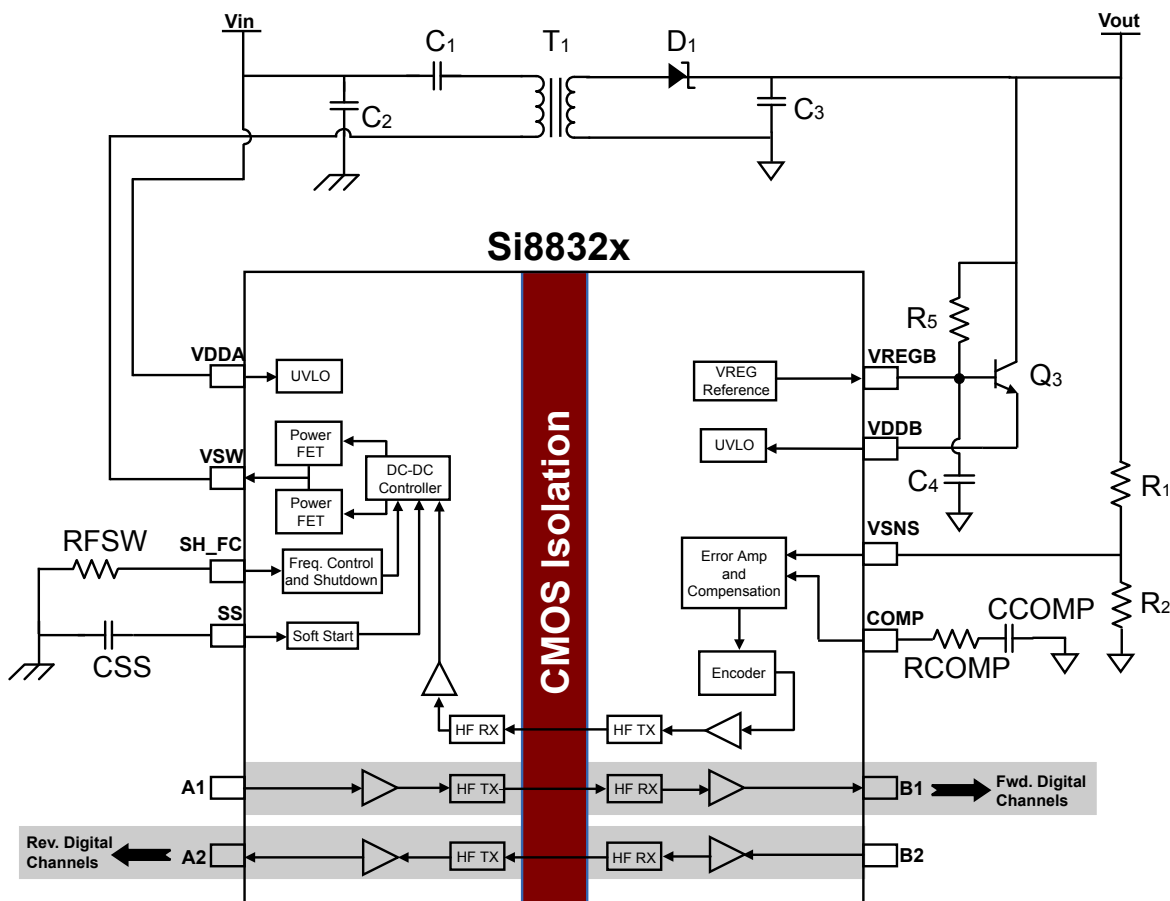 Vin
Vout
C1
T1
D1
C2
C3
Si8832x
R5
VDDA
UVLO
VREG
Reference
VREGB
Q3
Power
FET
VSW
DC-DC
Controller
Power
FET
UVLO
VDDB
C4
R1
CMOS Isolation
RFSW
SH_FC
Freq. Control
and Shutdown
Error Amp
and
Compensation
VSNS
SS
Soft Start
CSS
COMP
CCOMP
R2
RCOMP
Encoder
HF RX
HF TX
A1
HF TX
HF RX
B1
Fwd. Digital
Channels
Rev. Digital
Channels
A2
HF TX
HF RX
B2